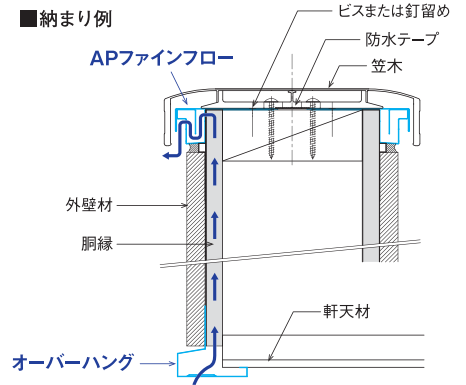 ■納まり例
ビスまたは釘留め
防水テープ
笠木
APファインフロー
外壁材
胴縁
軒天材
オーバーハング